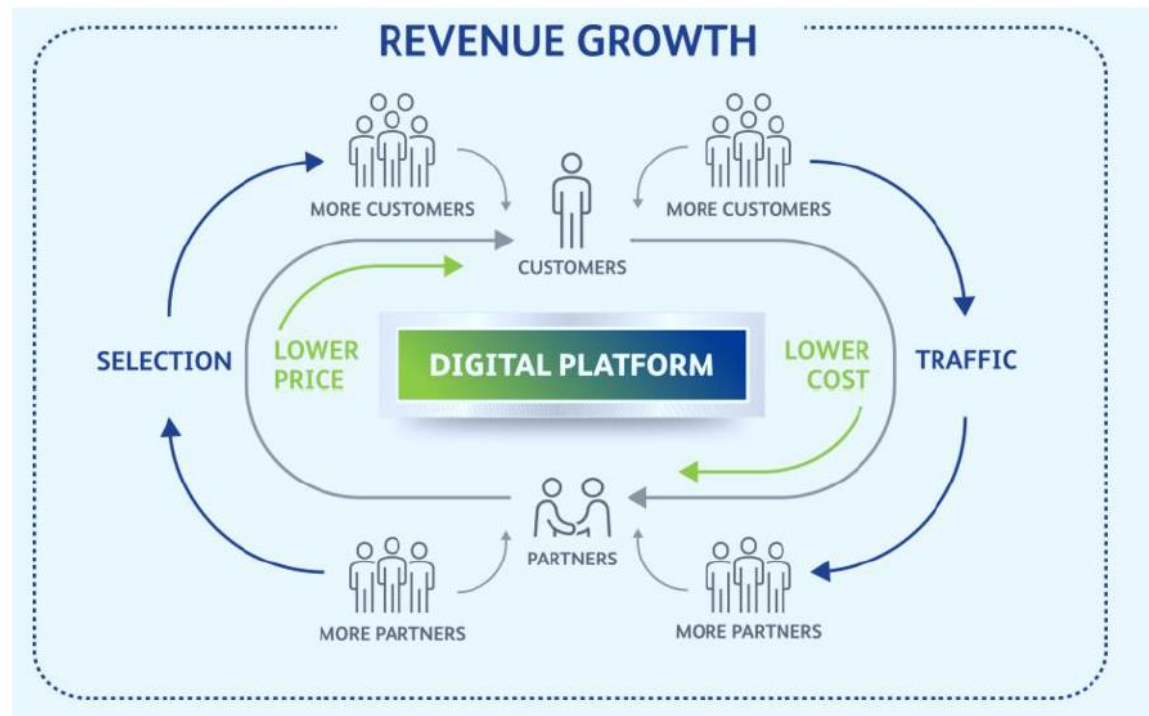 REVENUE GROWTH
MORE CUSTOMERS
MORE CUSTOMERS
CUSTOMERS
SELECTION
LOWER
PRICE
DIGITAL PLATFORM
LOWER
COST
TRAFFIC
PARTNERS
MORE PARTNERS
MORE PARTNERS